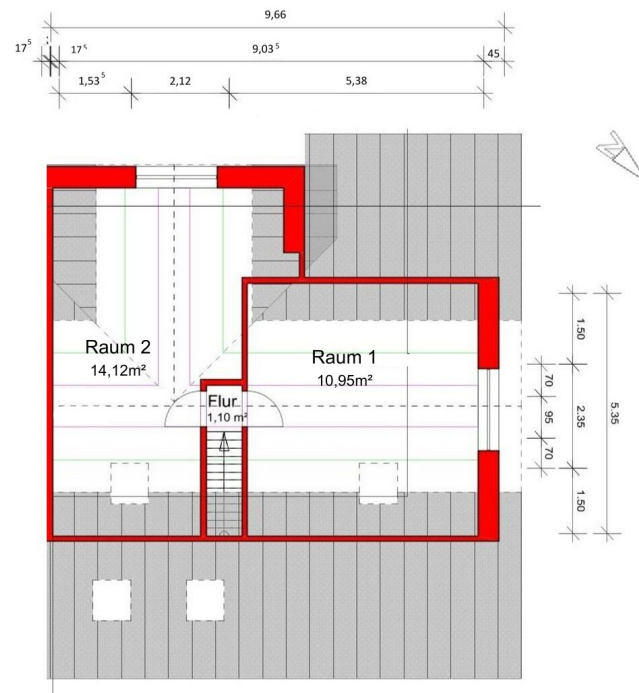 9,66
17⁵ 17⁵ 9,03⁵ 45
1,53⁵ 2,12 5,38
N
Raum 2
14,12m²
Raum 1
10,95m²
Flur
1,10 m²
1.50
70
95
70
2.35
1.50
5.35